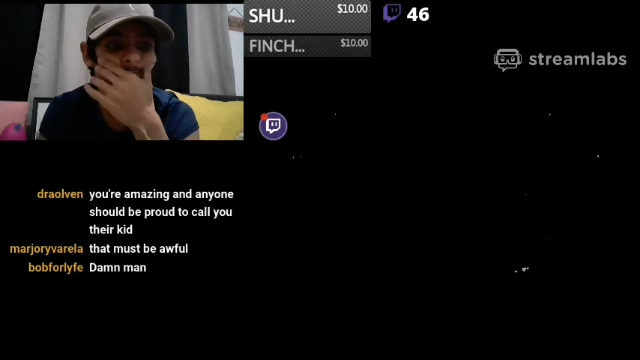 SHU... $10.00
46
FINCH... $10.00
streamlabs
draolven you're amazing and anyone
should be proud to call you
their kid
marjoryvarela that must be awful
bobforlyfe Damn man